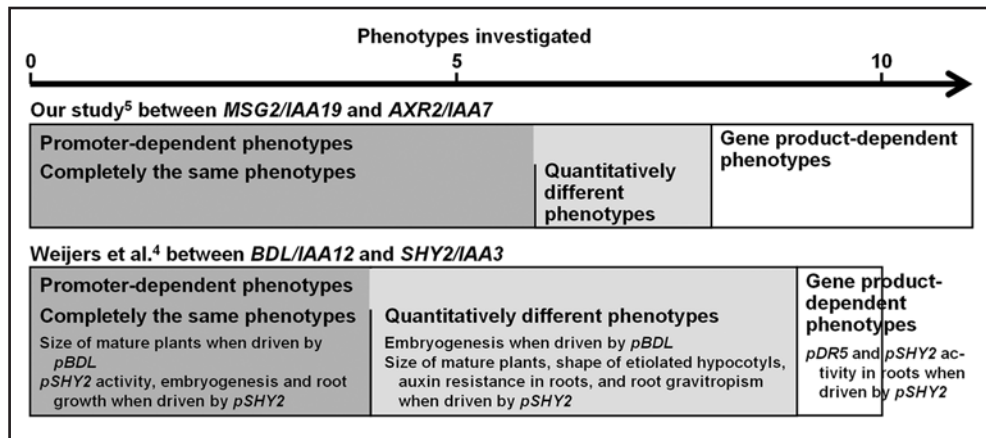 Phenotypes investigated
0 5 10
Our study5 between MSG2/IAA19 and AXR2/IAA7
Promoter-dependent phenotypes
Completely the same phenotypes
Quantitatively
different
phenotypes
Gene product-dependent
phenotypes
Weijers et al.4 between BDL/IAA12 and SHY2/IAA3
Promoter-dependent phenotypes
Completely the same phenotypes
Size of mature plants when driven by
pBDL
pSHY2 activity, embryogenesis and root
growth when driven by pSHY2
Quantitatively different phenotypes
Embryogenesis when driven by pBDL
Size of mature plants, shape of etiolated hypocotyls,
auxin resistance in roots, and root gravitropism
when driven by pSHY2
Gene product-
dependent
phenotypes
pDR5 and pSHY2 ac-
tivity in roots when
driven by pSHY2